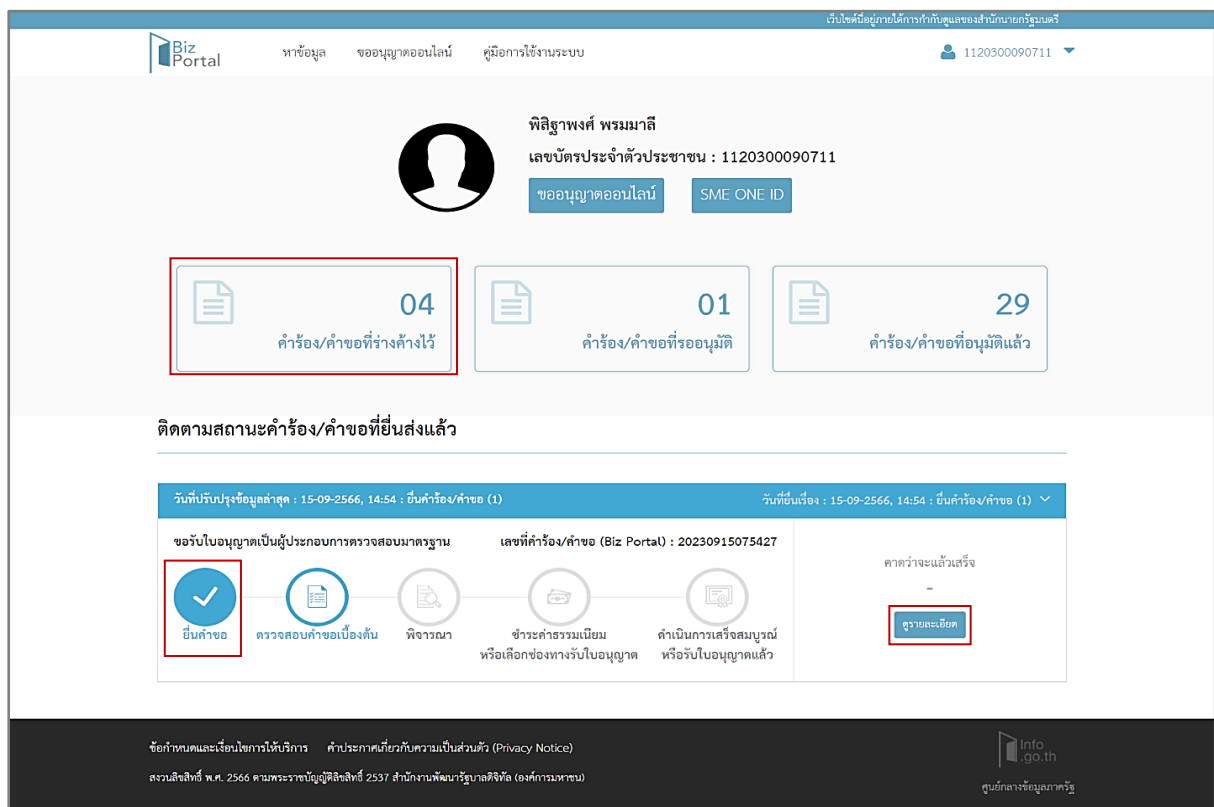 เว็บไซต์นี้อยู่ภายใต้การกำกับดูแลของสำนักนายกรัฐมนตรี
Biz Portal
หาข้อมูล ขออนุญาตออนไลน์ คู่มือการใช้งานระบบ 1120300090711
พิสิฐาพงศ์ พรมมาลี
เลขบัตรประจำตัวประชาชน : 1120300090711
ขออนุญาตออนไลน์ SME ONE ID
04 01 29
คำร้อง/คำขอที่ร่างค้างไว้ คำร้อง/คำขอที่รออนุมัติ คำร้อง/คำขอที่อนุมัติแล้ว
ติดตามสถานะคำร้อง/คำขอที่ยื่นส่งแล้ว
วันที่ปรับปรุงข้อมูลล่าสุด : 15-09-2566, 14:54 : ยื่นคำร้อง/คำขอ (1) วันที่ยื่นเรื่อง : 15-09-2566, 14:54 : ยื่นคำร้อง/คำขอ (1)
ขอรับใบอนุญาตเป็นผู้ประกอบการตรวจสอบมาตรฐาน เลขที่คำร้อง/คำขอ (Biz Portal) : 20230915075427
คาดว่าจะแล้วเสร็จ
-
ดูรายละเอียด
ยื่นคำขอ ตรวจสอบคำขอเบื้องต้น พิจารณา ชำระค่าธรรมเนียม ดำเนินการเสร็จสมบูรณ์
หรือเลือกช่องทางรับใบอนุญาต หรือรับใบอนุญาตแล้ว
ข้อกำหนดและเงื่อนไขการให้บริการ คำประกาศเกี่ยวกับความเป็นส่วนตัว (Privacy Notice)
สงวนลิขสิทธิ์ พ.ศ. 2566 ตามพระราชบัญญัติลิขสิทธิ์ 2537 สำนักงานพัฒนารัฐบาลดิจิทัล (องค์การมหาชน)
Info
.go.th
ศูนย์กลางข้อมูลภาครัฐ